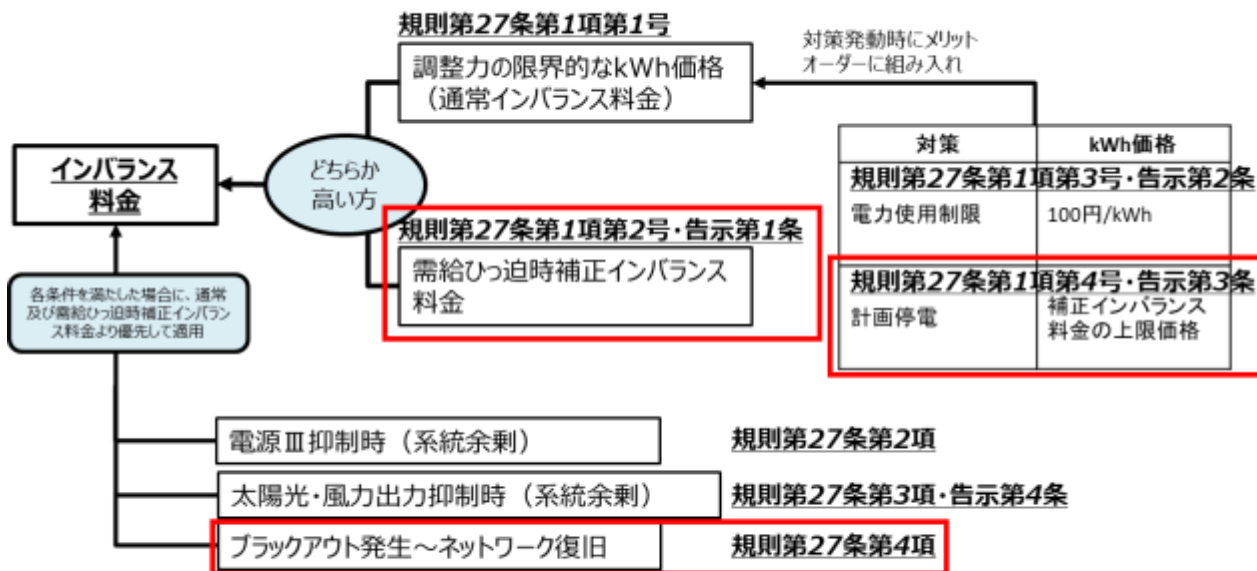 規則第27条第1項第1号
調整力の限界的なkWh価格
（通常インバランス料金）
対策発動時にメリット
オーダーに組み入れ
インバランス
料金
どちらか
高い方
対策
kWh価格
規則第27条第1項第3号・告示第2条
電力使用制限
100円/kWh
規則第27条第1項第2号・告示第1条
需給ひっ迫時補正インバランス
料金
規則第27条第1項第4号・告示第3条
計画停電
補正インバランス
料金の上限価格
各条件を満たした場合に、通常
及び需給ひっ迫時補正インバラン
ス料金より優先して適用
電源Ⅲ抑制時（系統余剰）
規則第27条第2項
太陽光・風力出力抑制時（系統余剰）
規則第27条第3項・告示第4条
ブラックアウト発生～ネットワーク復旧
規則第27条第4項